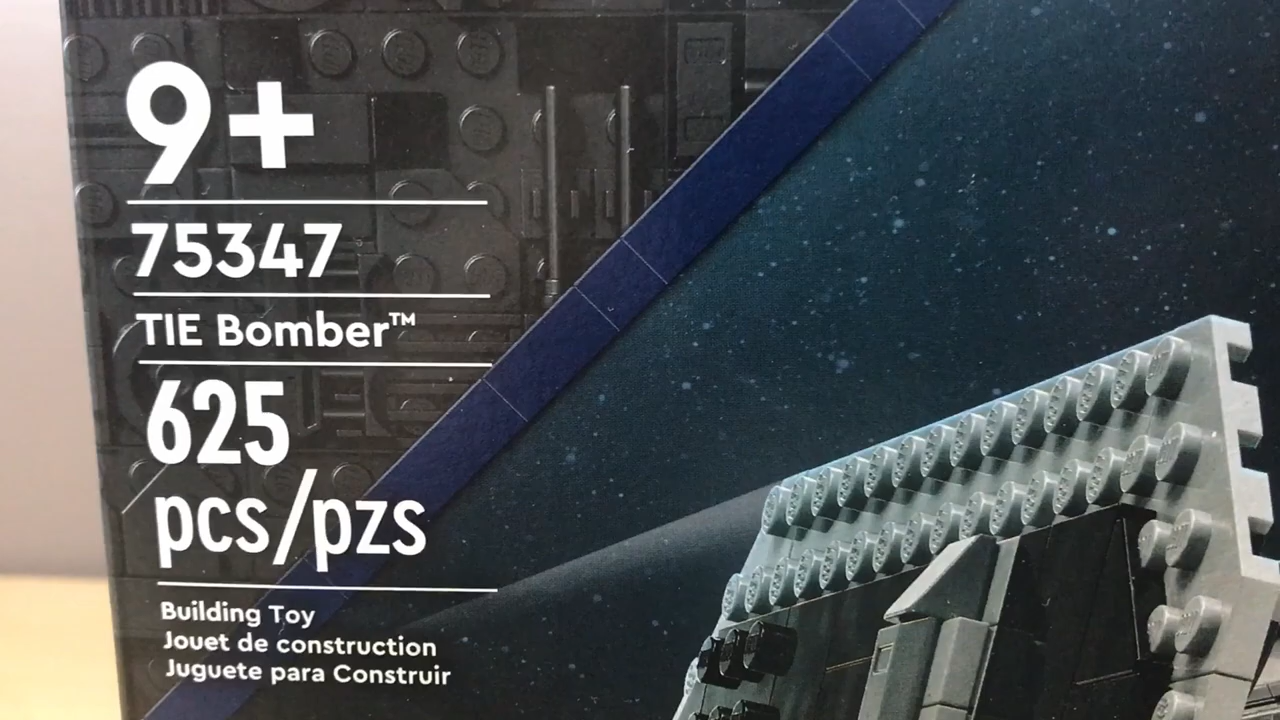 9+
75347
TIE Bomber™
625
pcs/pzs
Building Toy
Jouet de construction
Juguete para Construir